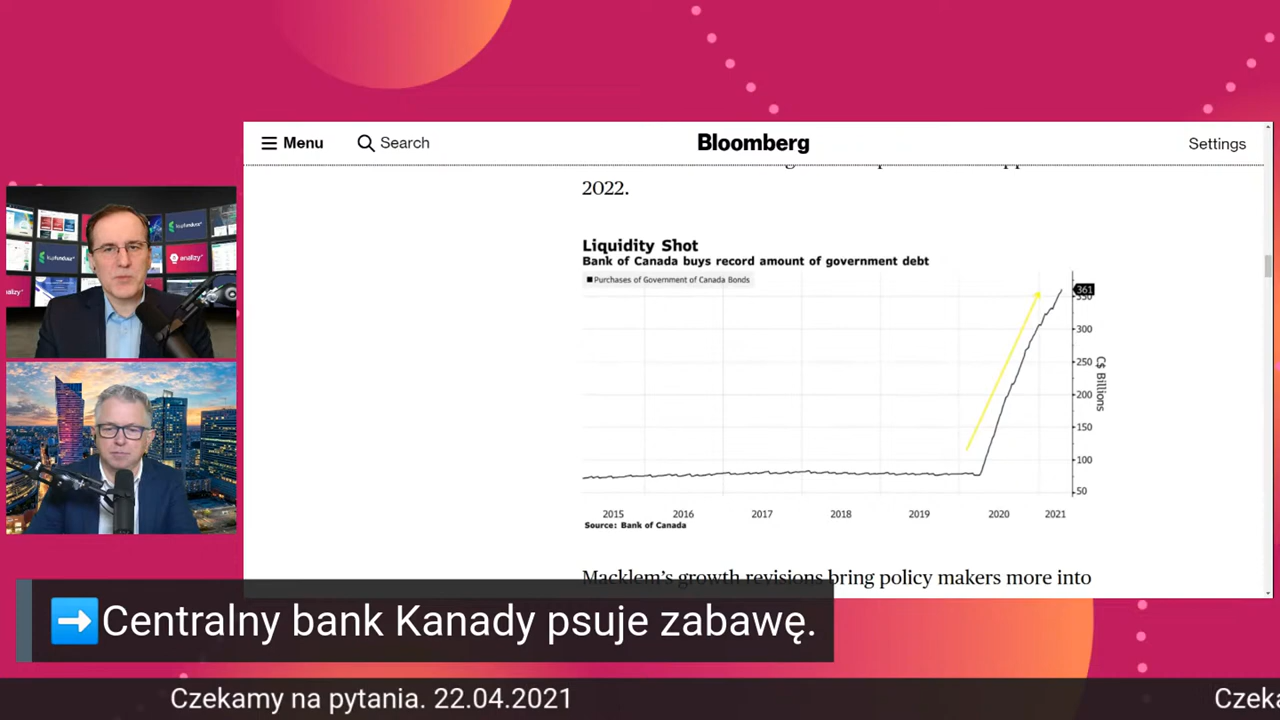 Menu
Search
Bloomberg
Settings
2022.
Liquidity Shot
Bank of Canada buys record amount of government debt
Purchases of Government of Canada Bonds
361
350
300
250
200
150
100
50
C$ Billions
2015 2016 2017 2018 2019 2020 2021
Source: Bank of Canada
Macklem's growth revisions bring policy makers more into
kupfundusz
analizy
kupfundusz
➡Centralny bank Kanady psuje zabawę.
Czekamy na pytania. 22.04.2021